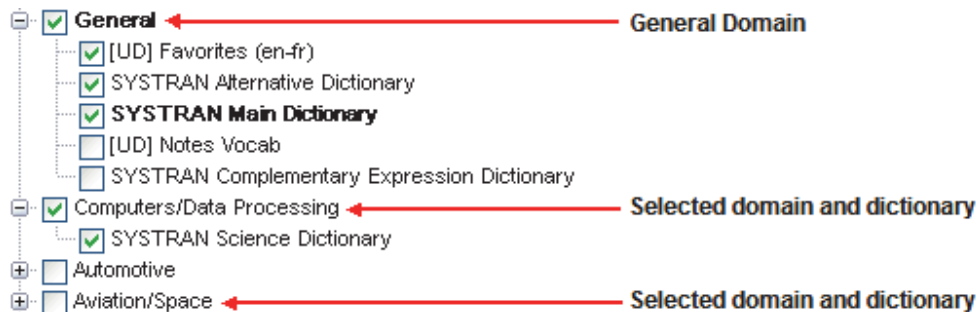 General General Domain
[UD] Favorites (en-fr)
SYSTRAN Alternative Dictionary
SYSTRAN Main Dictionary
[UD] Notes Vocab
SYSTRAN Complementary Expression Dictionary
Computers/Data Processing Selected domain and dictionary
SYSTRAN Science Dictionary
Automotive
Aviation/Space Selected domain and dictionary